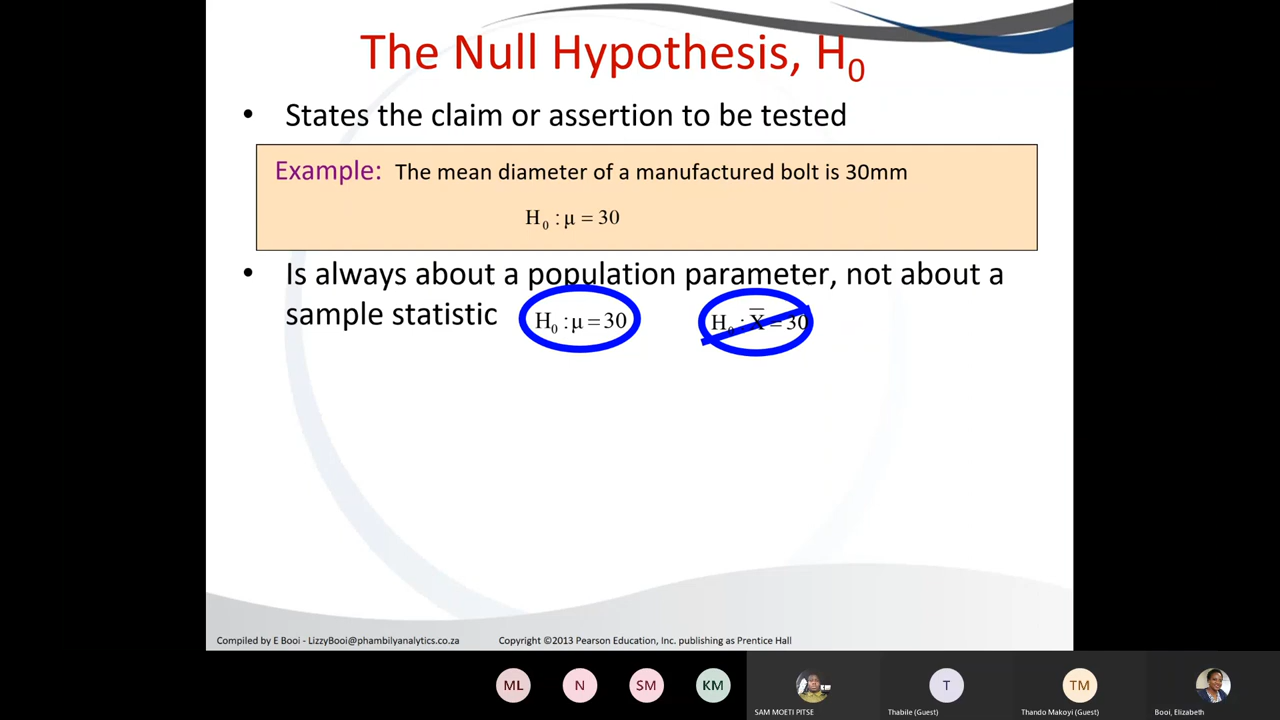 The Null Hypothesis, H₀
• States the claim or assertion to be tested
Example: The mean diameter of a manufactured bolt is 30mm
H₀ : μ = 30
• Is always about a population parameter, not about a
sample statistic
H₀ : μ = 30
H₀ : X̅ = 30
Compiled by E Booi - LizzyBooi@phambilyanalytics.co.za
Copyright ©2013 Pearson Education, Inc. publishing as Prentice Hall
ML
N
SM
KM
T
TM
SAM MOETI PITSE
Thabile (Guest)
Thando Makoyi (Guest)
Booi, Elizabeth